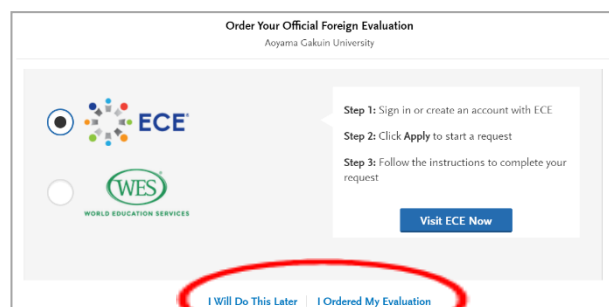 Order Your Official Foreign Evaluation
Aoyama Gakuin University
ECE
Step 1: Sign in or create an account with ECE
Step 2: Click Apply to start a request
Step 3: Follow the instructions to complete your
request
WES
WORLD EDUCATION SERVICES
Visit ECE Now
I Will Do This Later | I Ordered My Evaluation